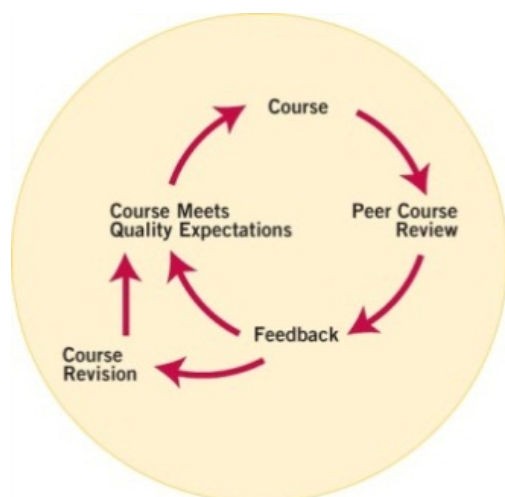 Course
Peer Course
Review
Feedback
Course
Revision
Course Meets
Quality Expectations